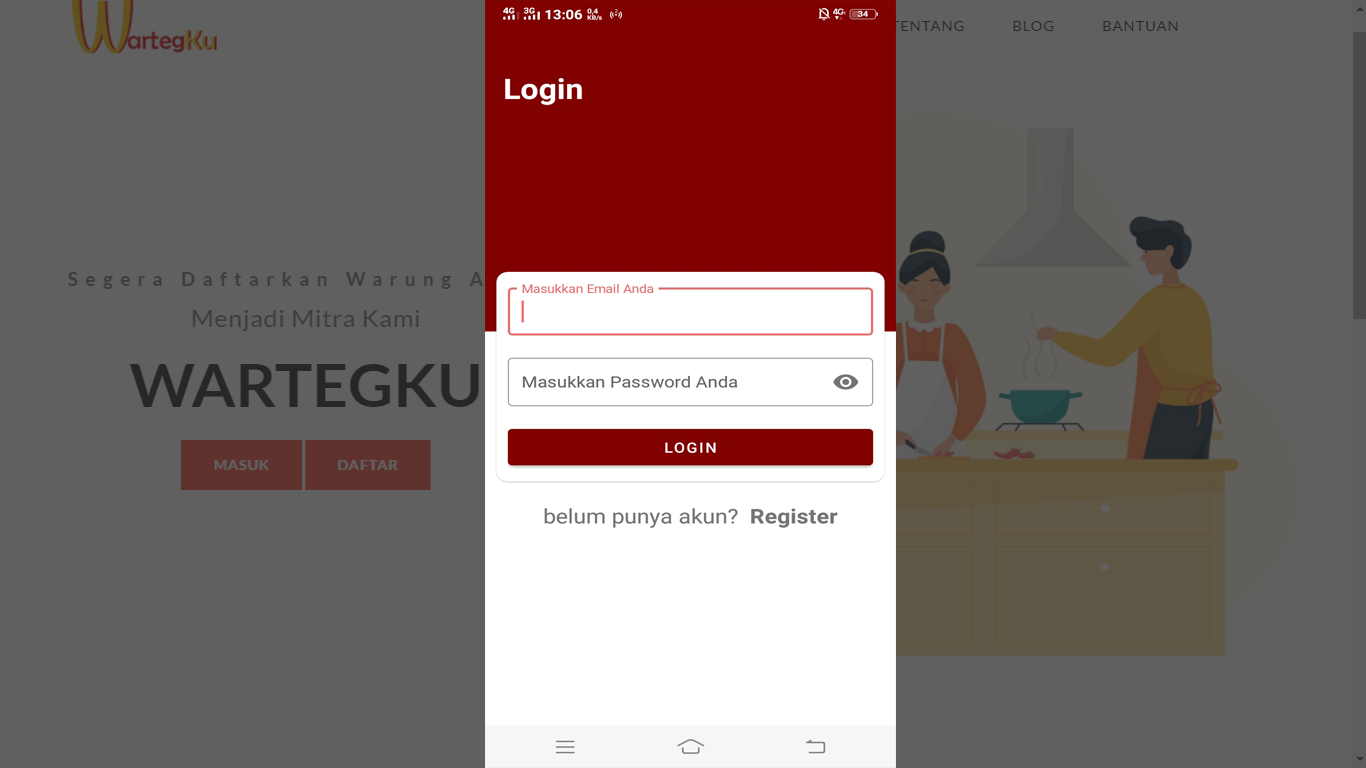 WartegKu
TENTANG BLOG BANTUAN
Segera Daftarkan Warung A
Menjadi Mitra Kami
WARTEGKU
MASUK DAFTAR
4G 3G 13:06 0.4 KB/s 4G 34
Login
Masukkan Email Anda
Masukkan Password Anda
LOGIN
belum punya akun? Register